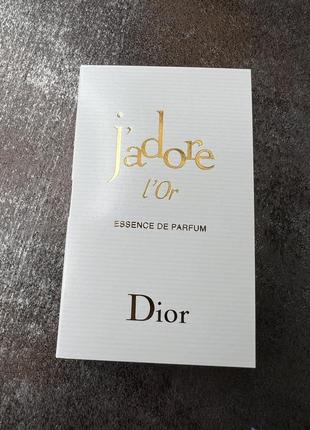 j'adore
l'Or
ESSENCE DE PARFUM
Dior